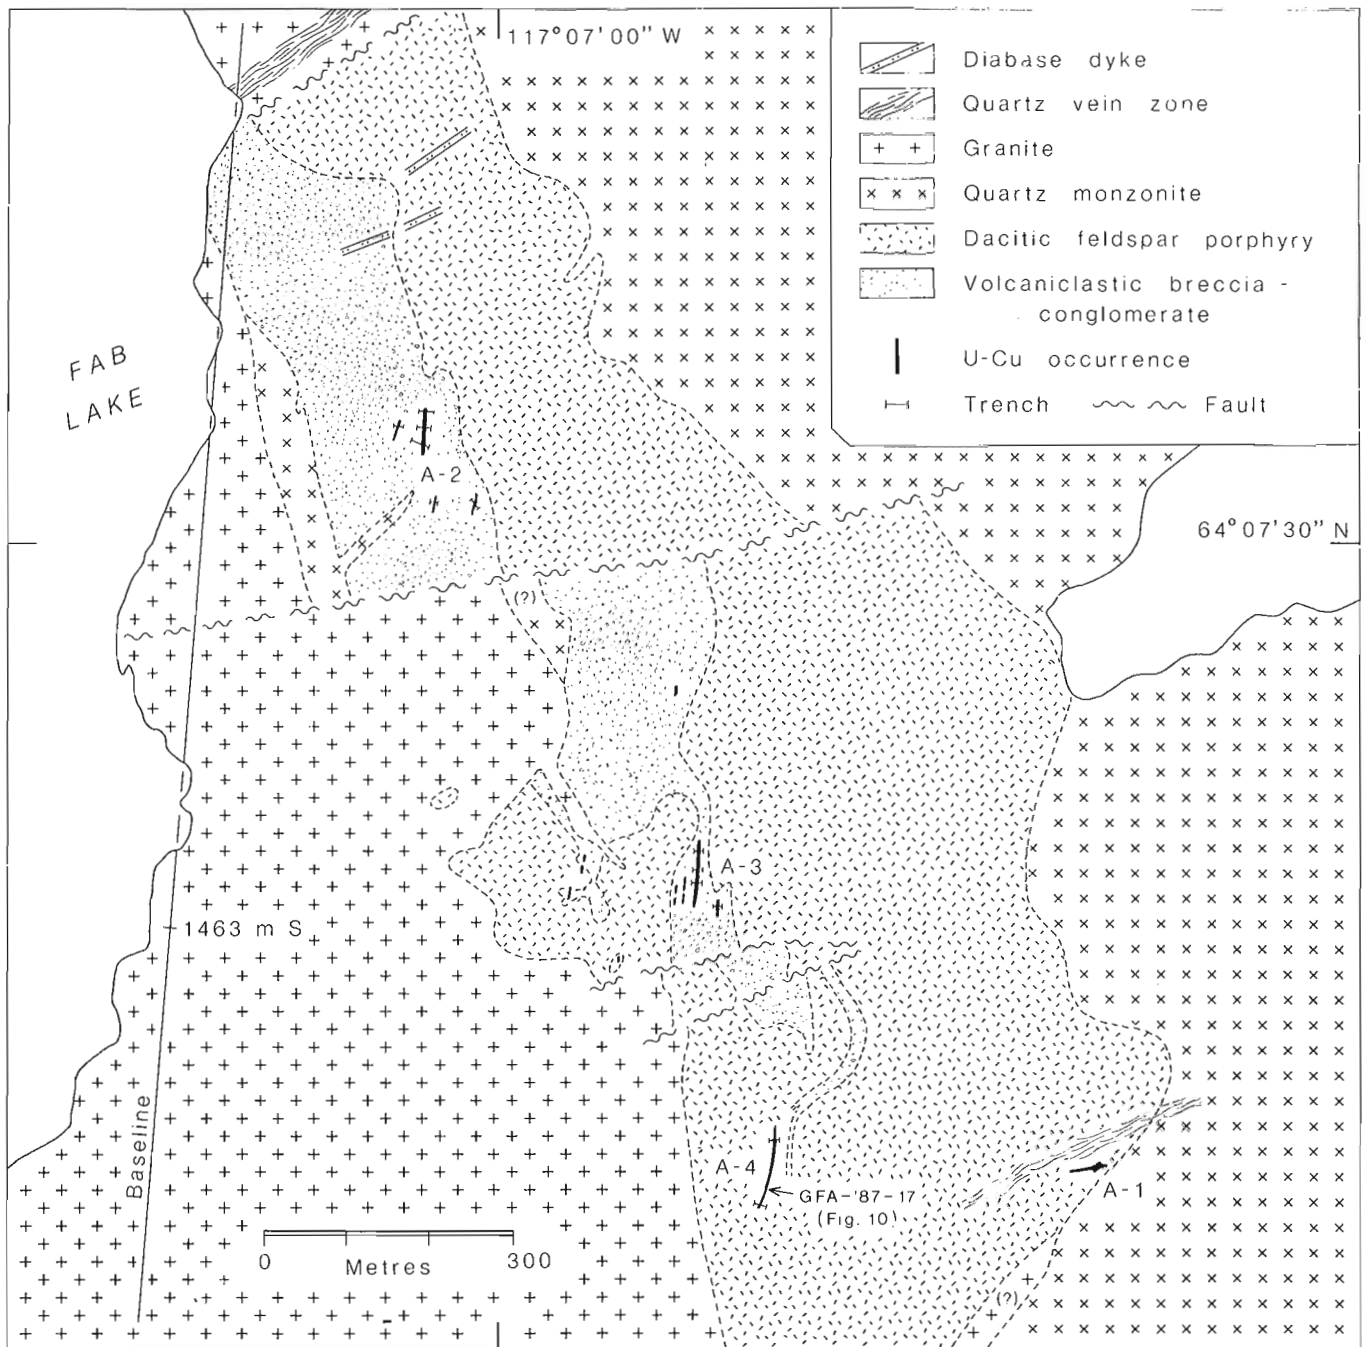 117°07'00" W
Diabase dyke
Quartz vein zone
Granite
Quartz monzonite
Dacitic feldspar porphyry
Volcaniclastic breccia -
conglomerate
U-Cu occurrence
Trench
Fault
FAB
LAKE
A-2
64°07'30" N
(?)
A-3
1463 m S
Baseline
A-4
GFA-'87-17
(Fig. 10)
A-1
0
300
Metres
(?)